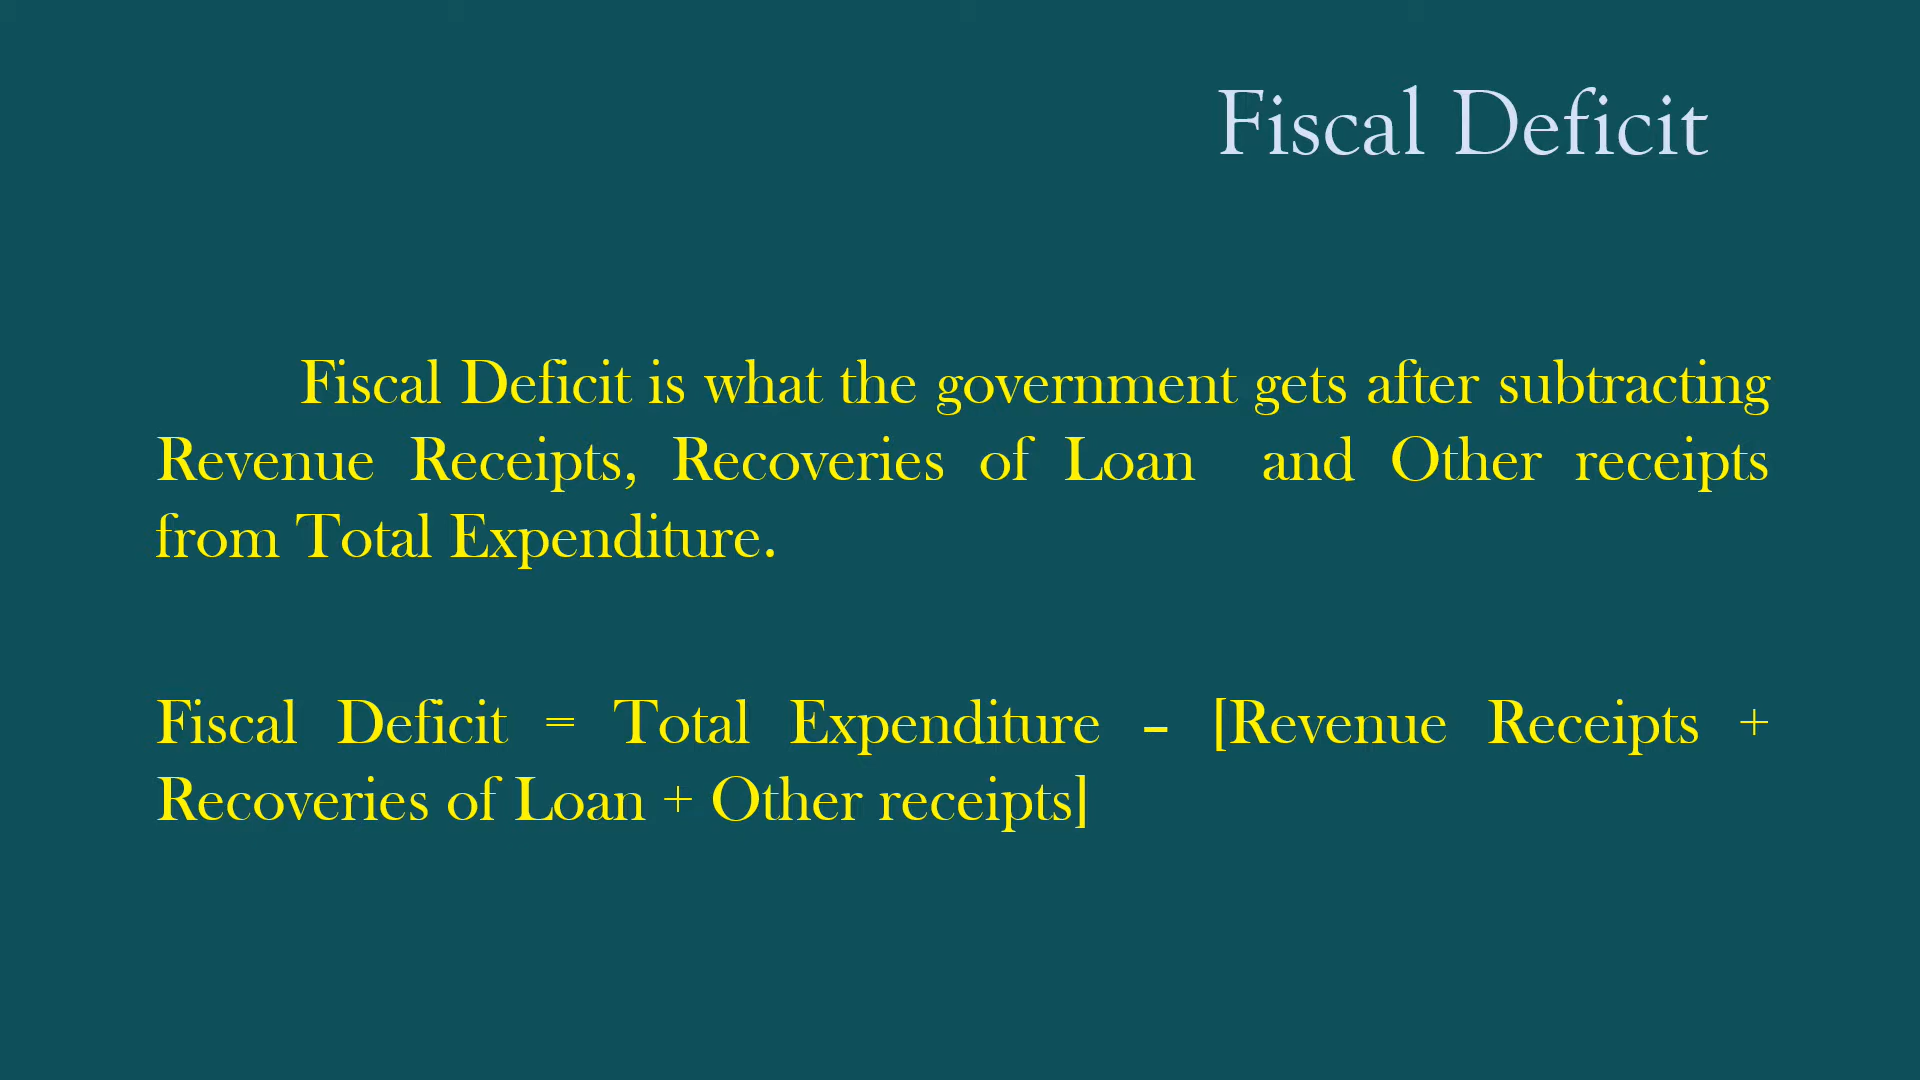 Fiscal Deficit
Fiscal Deficit is what the government gets after subtracting
Revenue Receipts, Recoveries of Loan and Other receipts
from Total Expenditure.
Fiscal Deficit = Total Expenditure – [Revenue Receipts +
Recoveries of Loan + Other receipts]